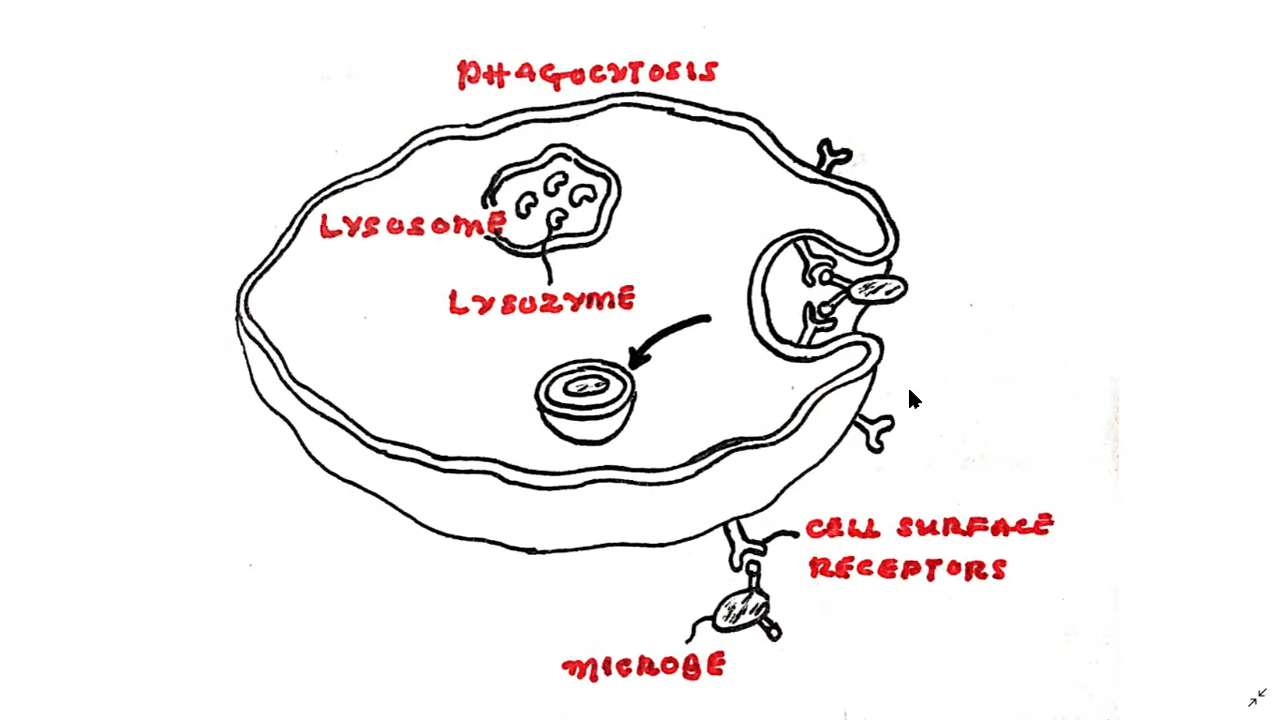 PHAGOCYTOSIS
LYSOSOME
LYSOZYME
CELL SURFACE
RECEPTORS
MICROBE